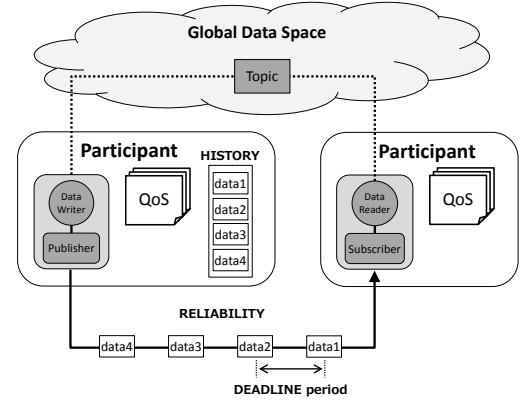 Global Data Space
Topic
Participant
HISTORY
Data
Writer
Publisher
QoS
data1
data2
data3
data4
Participant
Data
Reader
Subscriber
QoS
RELIABILITY
data4
data3
data2
data1
DEADLINE period